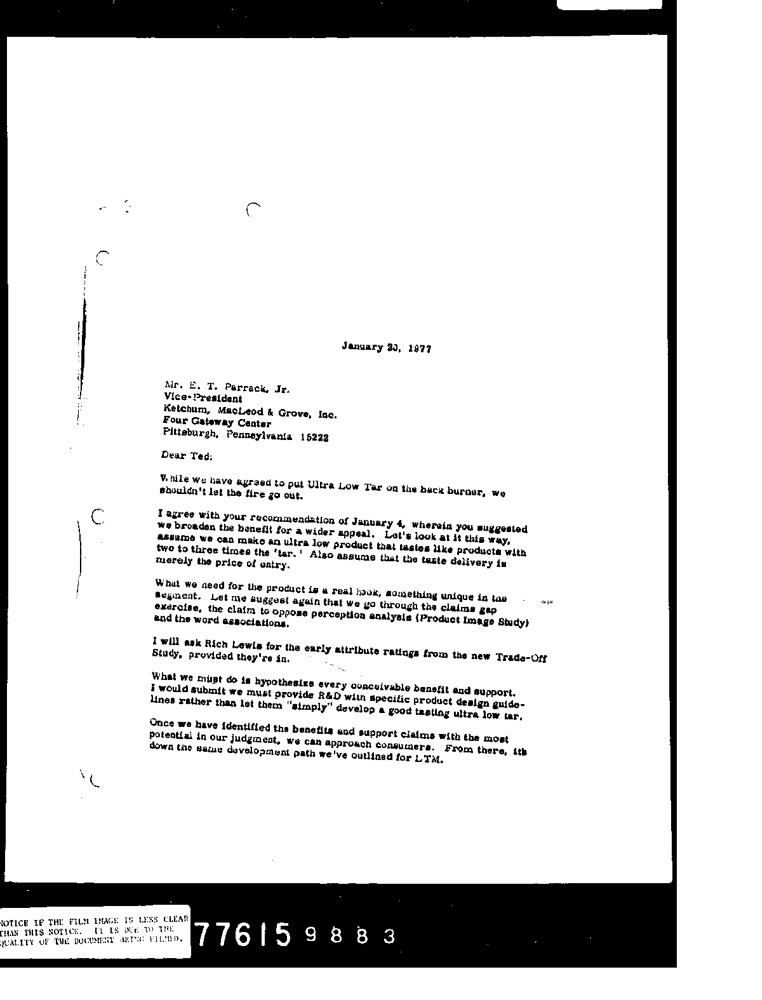 January 20, 1977
Mr. E. T. Parrack, Jr.
Vice-President
Ketchum, MacLeod & Grove, Inc.
Four Gateway Center
Pittsburgh, Pennsylvania 15222
Dear Ted:
While we have agreed to put Ultra Low Tar on the back burner, we
shouldn't let the fire go out.
I agree with your recommendation of January 4, wherein you suggested
we broaden the benefit for a wider appeal. Let's look at it this way,
assume we can make an ultra low product that tastes like products with
two to three times the 'tar.' Also assume that the taste delivery is
merely the price of entry.
What we need for the product is a real hook, something unique in the
segment. Let me suggest again that we go through the claims gap
exercise, the claim to oppose perception analysis (Product Image Study)
and the word associations.
I will ask Rich Lewis for the early attribute ratings from the new Trade-Off
Study, provided they're in.
What we must do is hypothesize every conceivable benefit and support.
I would submit we must provide R&D with specific product design guide-
lines rather than let them "simply" develop a good tasting ultra low tar.
Once we have identified the benefits and support claims with the most
potential in our judgment, we can approach consumers. From there, its
down the same development path we've outlined for LTM.
NOTICE IF THE FILM IMAGE IS LESS CLEAR
THAN THIS NOTICE. IT IS DUE TO THE
QUALITY OF THE DOCUMENT BEING FILMED.
776159883